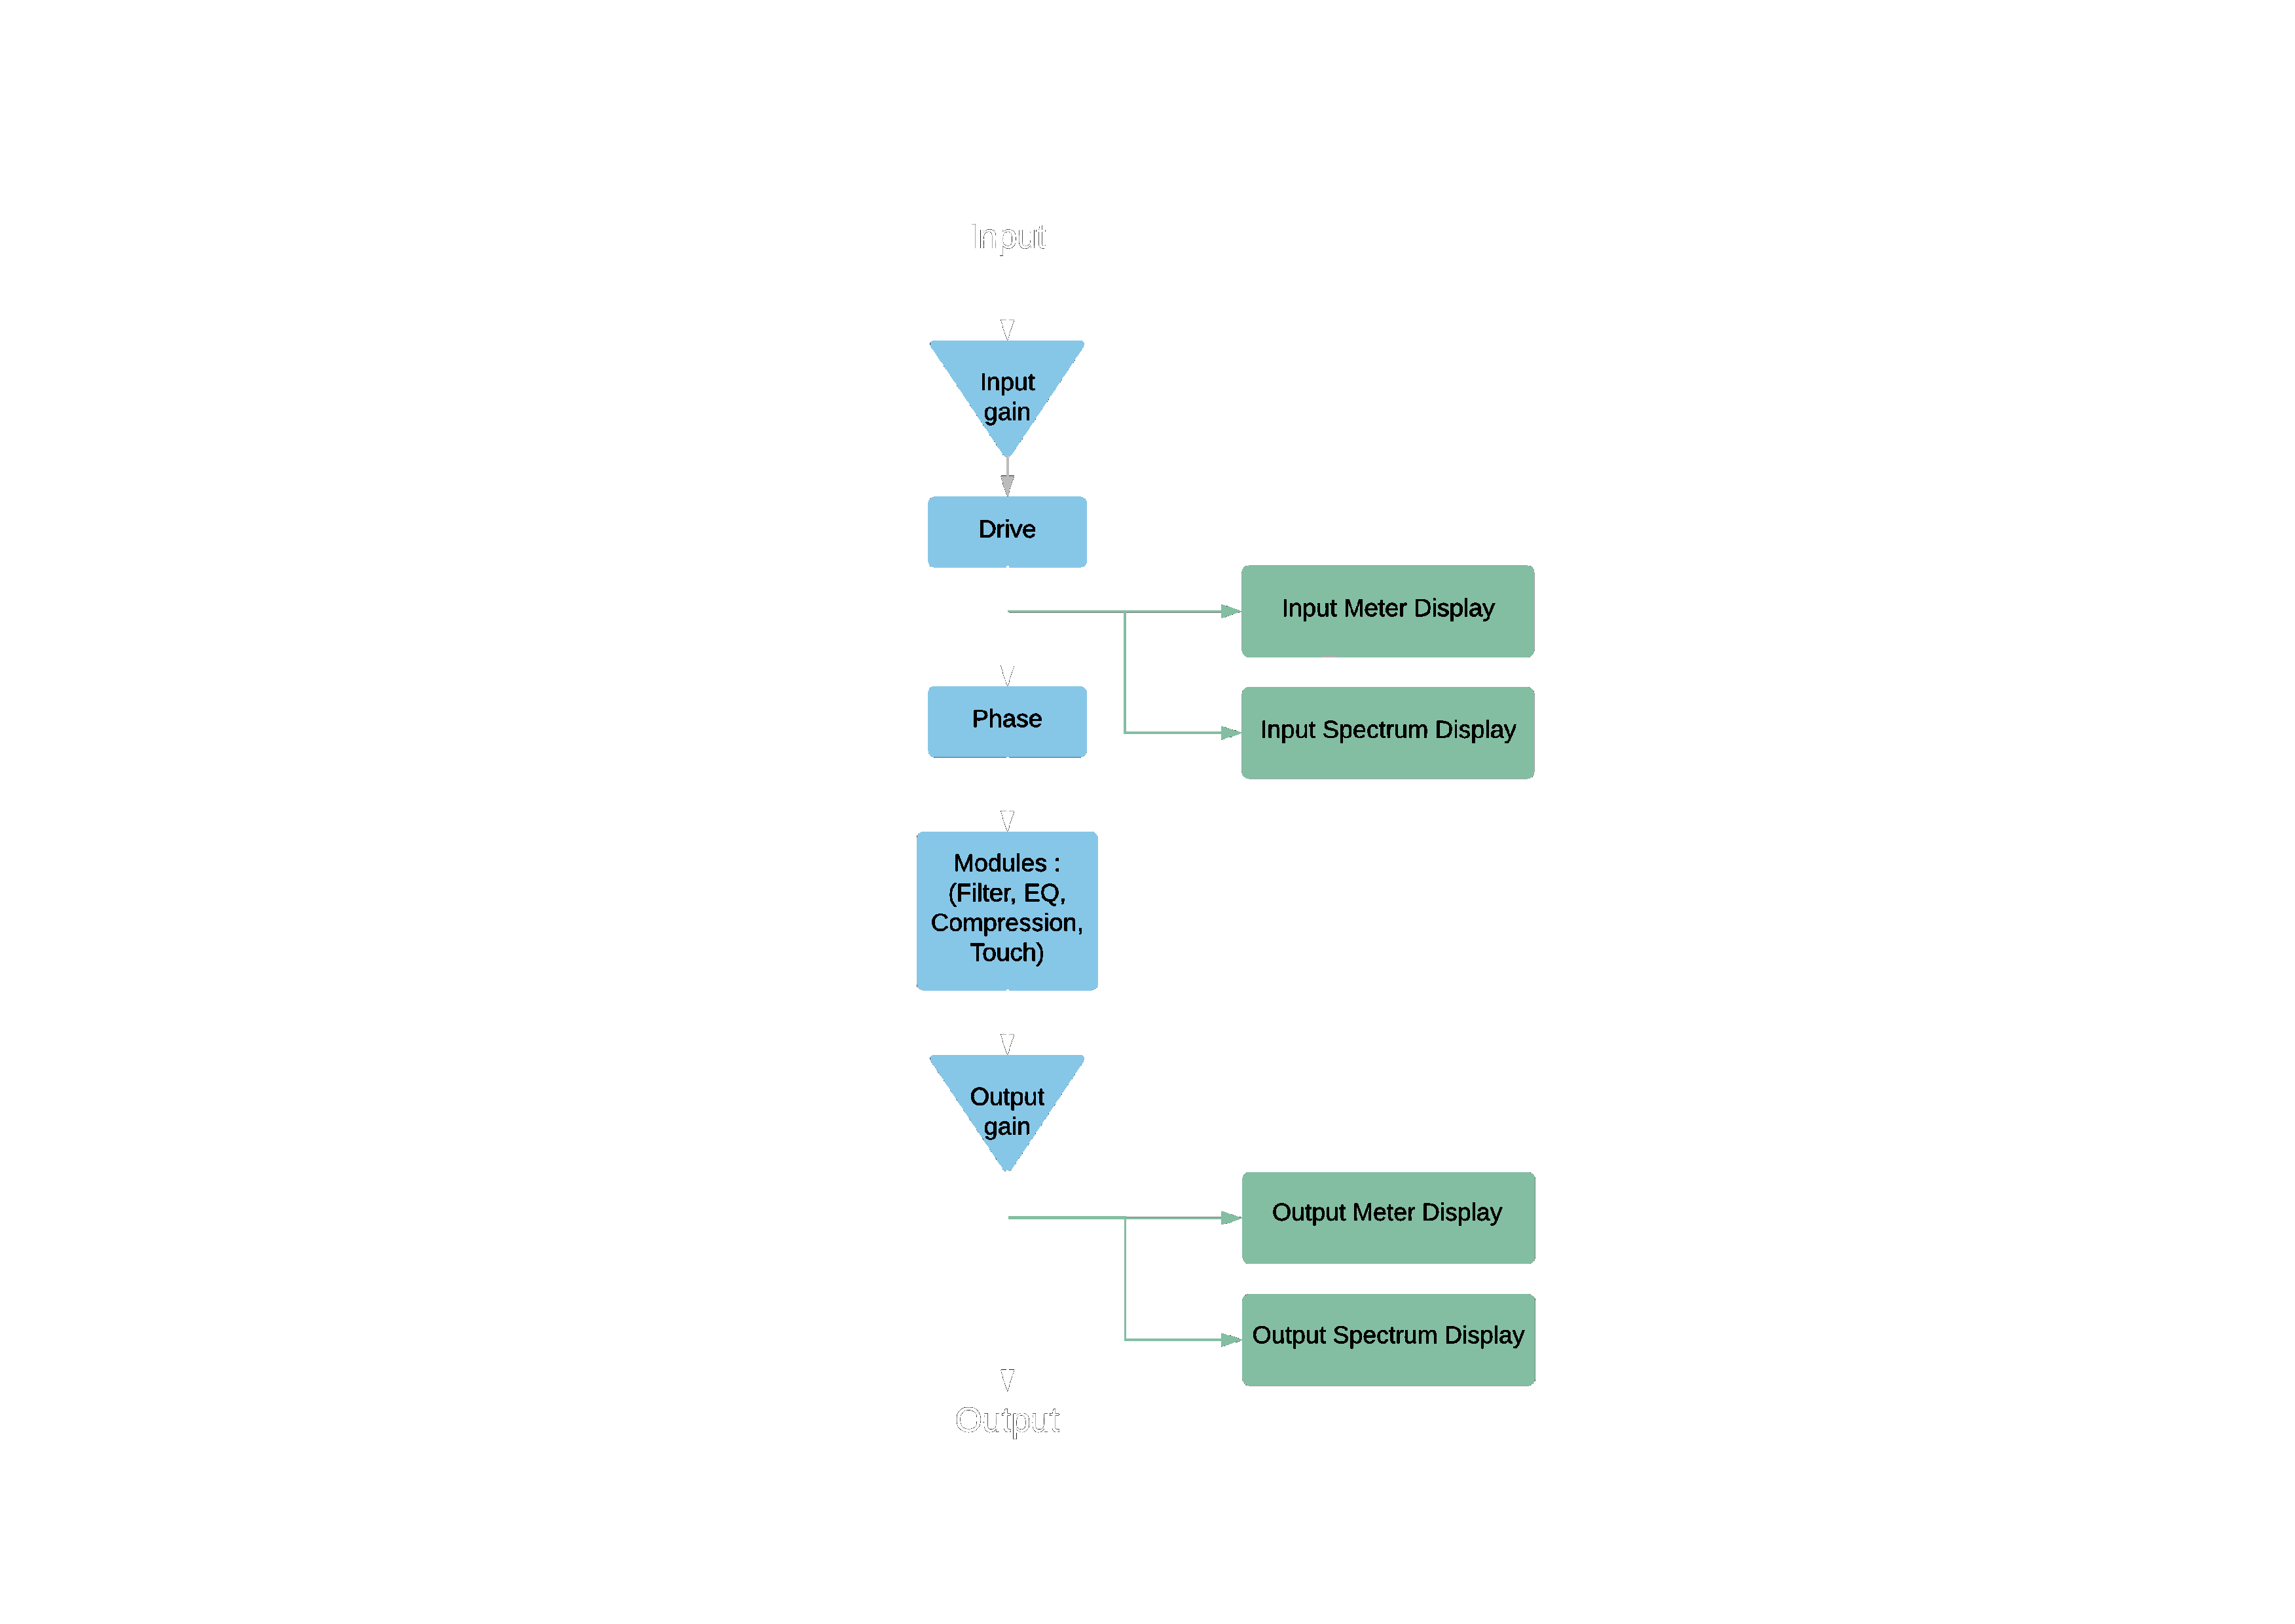 Input
Input
gain
Drive
Input Meter Display
Phase
Input Spectrum Display
Modules :
(Filter, EQ,
Compression,
Touch)
Output
gain
Output Meter Display
Output Spectrum Display
Output